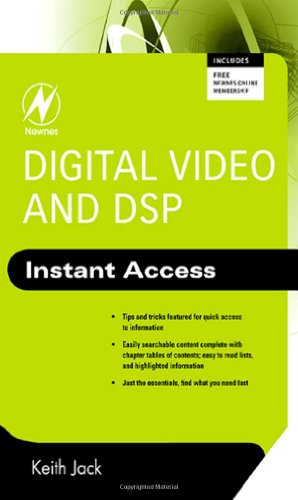 INCLUDES
FREE
NEWNES ONLINE
MEMBERSHIP
Newnes
DIGITAL VIDEO
AND DSP
Instant Access
• Tips and tricks featured for quick access
to information
• Easily searchable content complete with
chapter tables of contents; easy to read lists,
and highlighted information
• Just the essentials, find what you need fast
Keith Jack